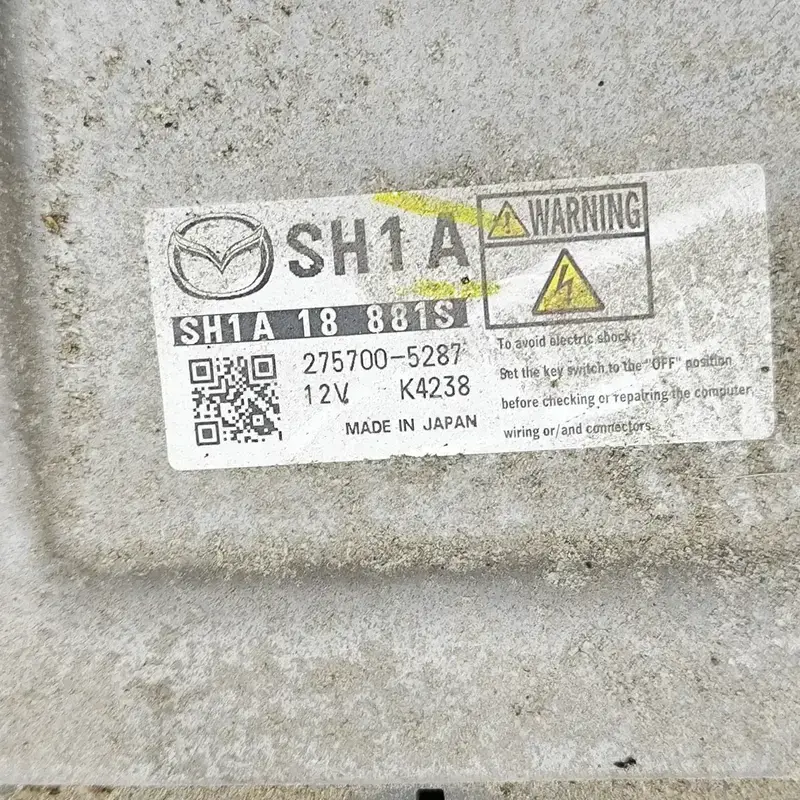 SH1A
SH1A 18 881S
275700-5287
12V K4238
MADE IN JAPAN
WARNING
To avoid electric shock,
Set the key switch to the "OFF" position
before checking or repairing the computer,
wiring or/and connectors.